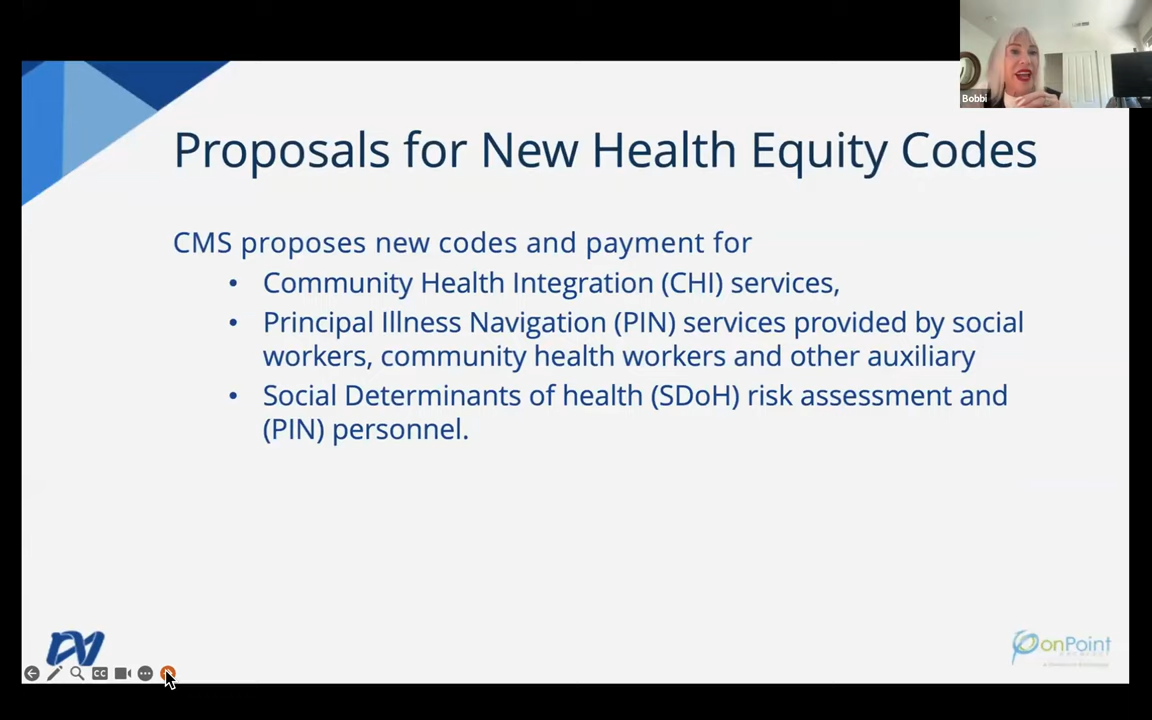 Bobbi
Proposals for New Health Equity Codes
CMS proposes new codes and payment for
• Community Health Integration (CHI) services,
• Principal Illness Navigation (PIN) services provided by social
workers, community health workers and other auxiliary
• Social Determinants of health (SDoH) risk assessment and
(PIN) personnel.
onPoint
CC